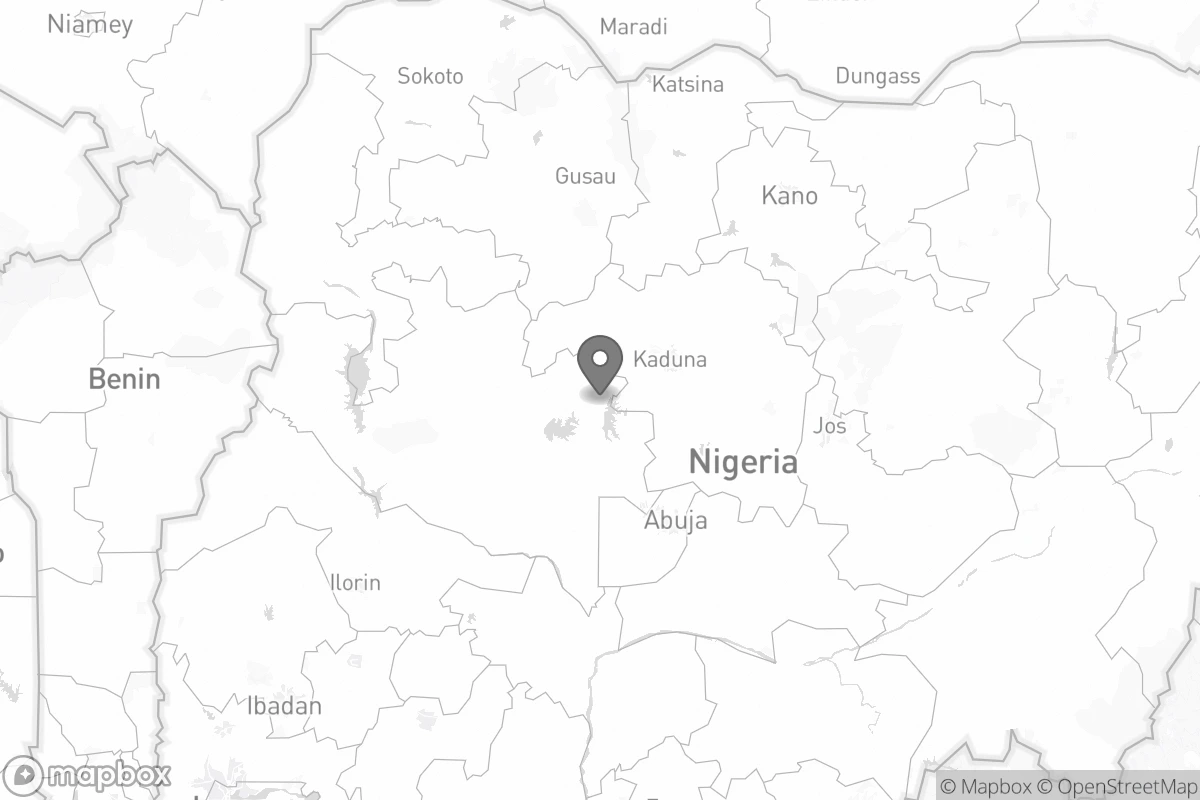 Niamey
Maradi
Sokoto
Katsina
Dungass
Gusau
Kano
Kaduna
Benin
Jos
Nigeria
Abuja
Ilorin
Ibadan
mapbox
© Mapbox © OpenStreetMap